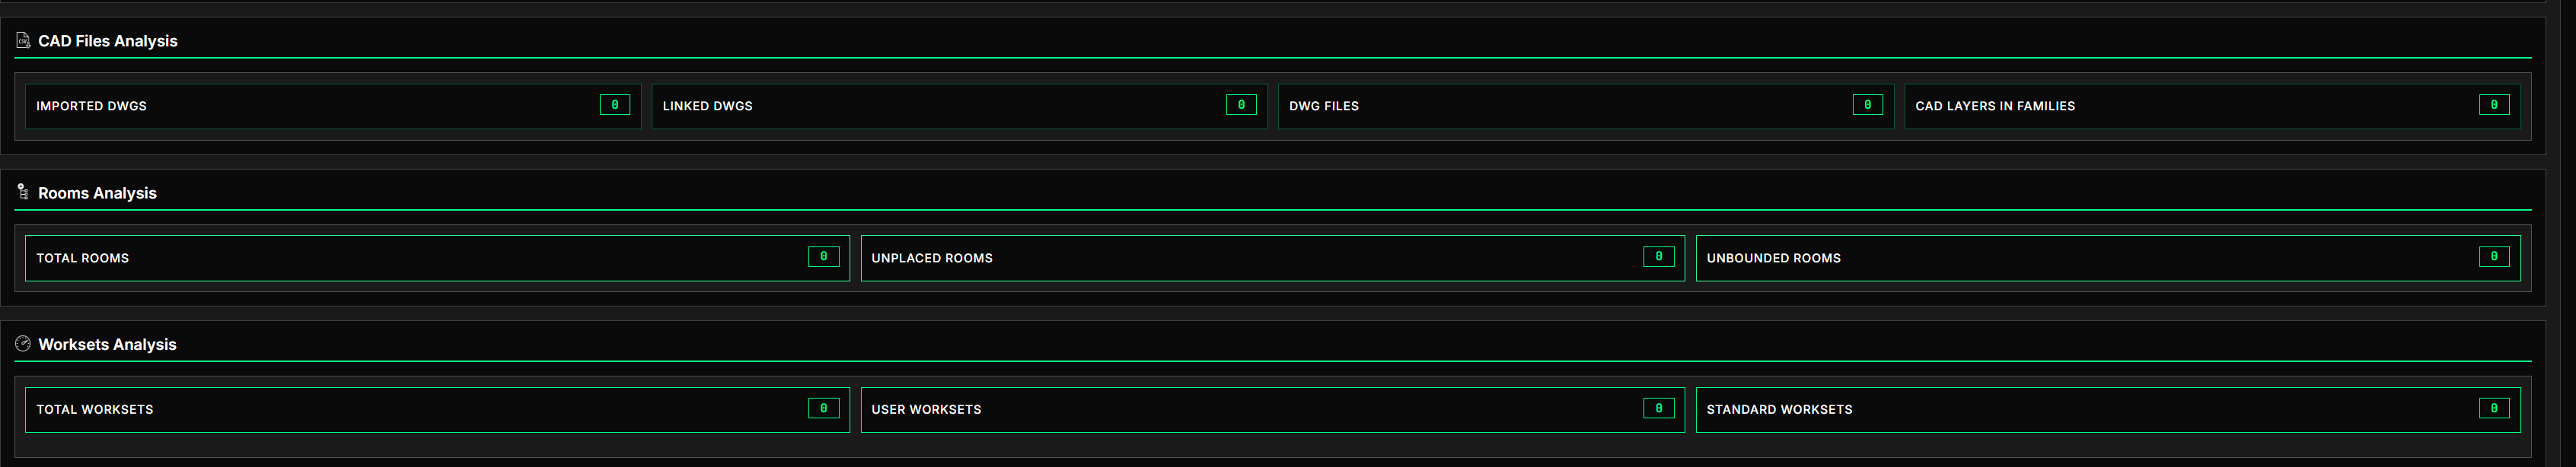 CAD Files Analysis
IMPORTED DWGS 0 LINKED DWGS 0 DWG FILES 0 CAD LAYERS IN FAMILIES 0
Rooms Analysis
TOTAL ROOMS 0 UNPLACED ROOMS 0 UNBOUNDED ROOMS 0
Worksets Analysis
TOTAL WORKSETS 0 USER WORKSETS 0 STANDARD WORKSETS 0